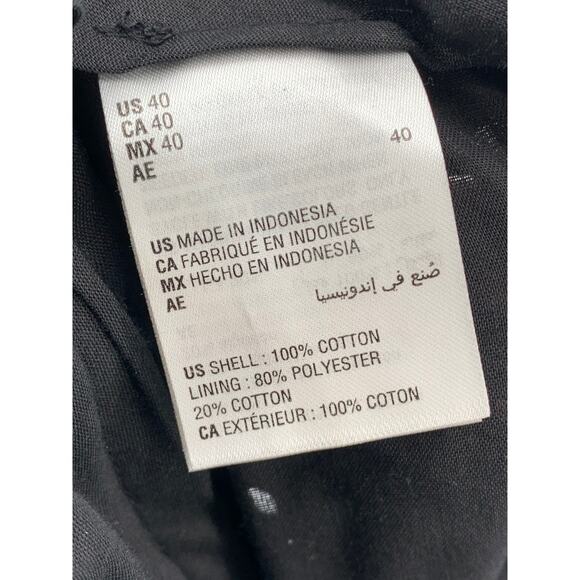 US 40
CA 40
MX 40
AE 40
US MADE IN INDONESIA
CA FABRIQUÉ EN INDONÉSIE
MX HECHO EN INDONESIA
AE صُنع في إندونيسيا
US SHELL : 100% COTTON
LINING : 80% POLYESTER
20% COTTON
CA EXTÉRIEUR : 100% COTON